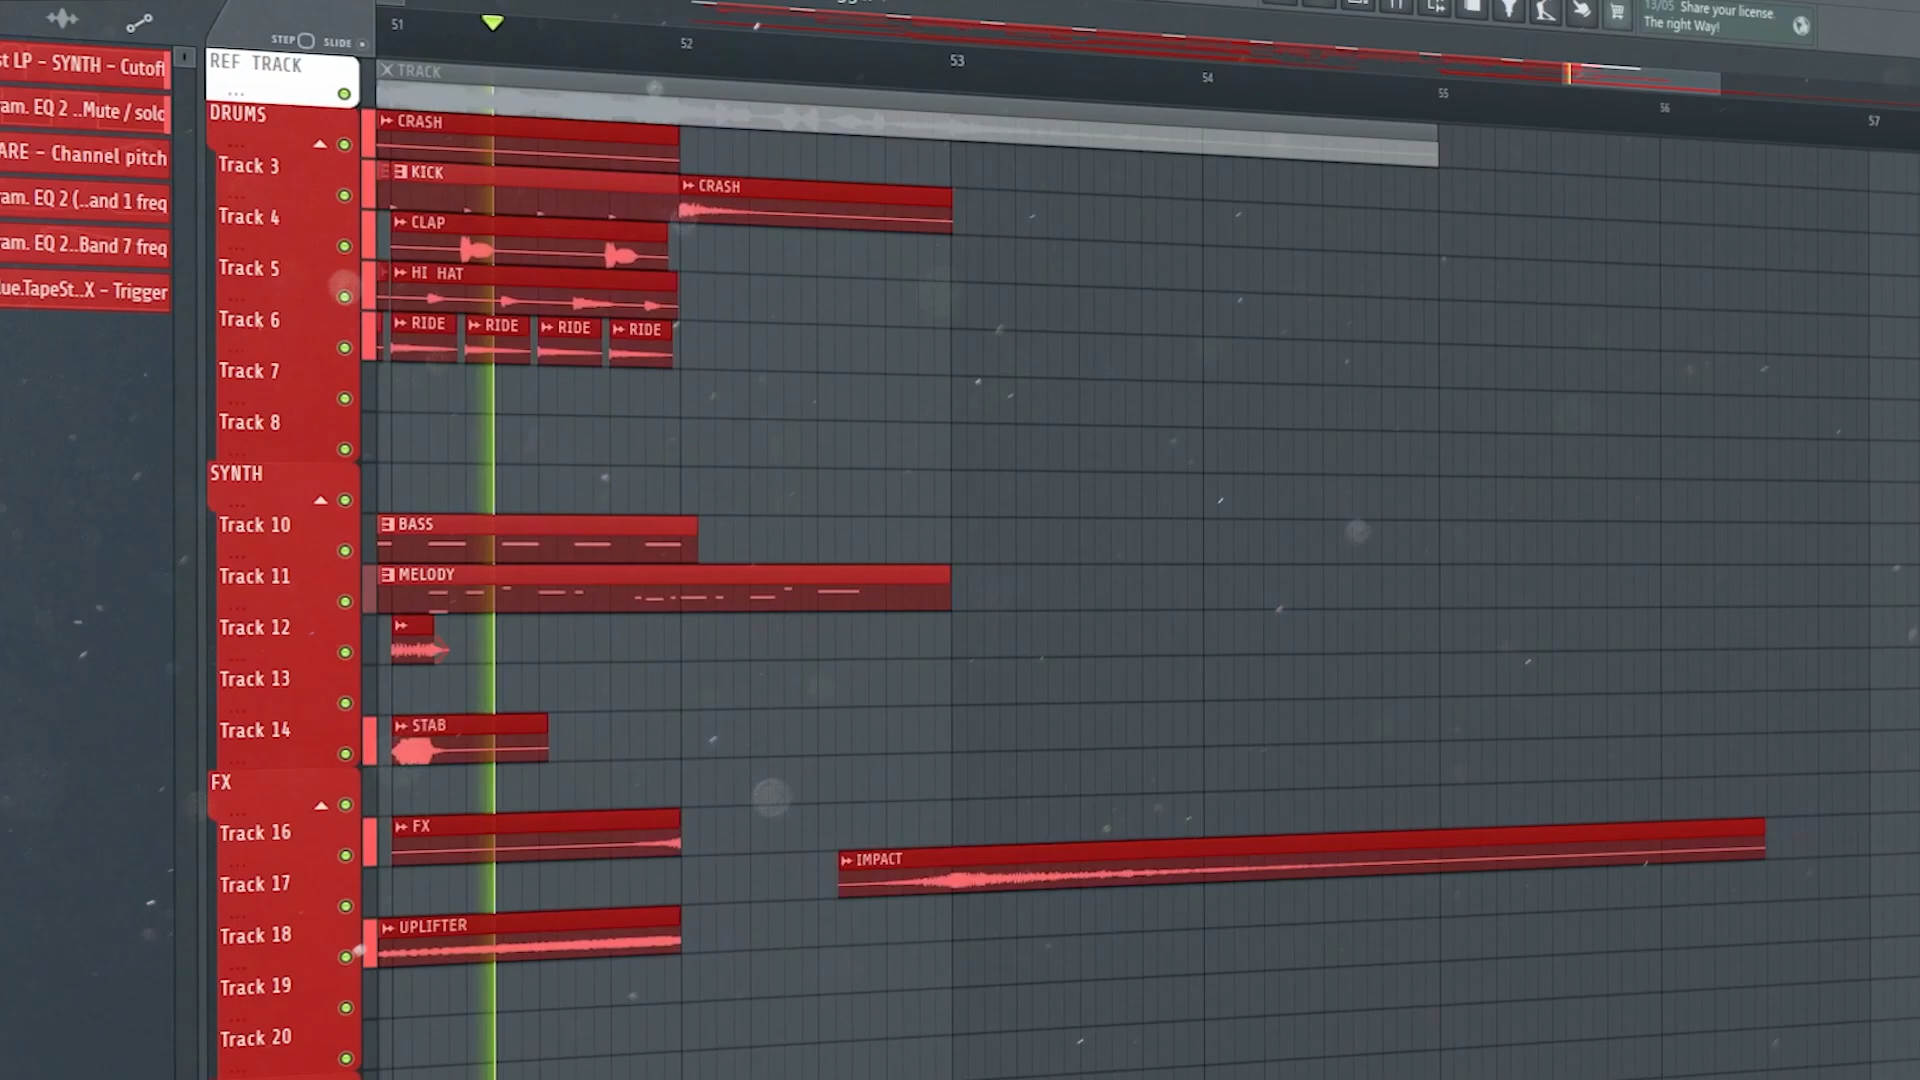 13/05 Share your license.
The right Way!
51
52
53
54
55
56
57
STEP
SLIDE
st LP - SYNTH - Cutoff
ram. EQ 2 ..Mute / solo
ARE - Channel pitch
ram. EQ 2 (..and 1 freq
ram. EQ 2..Band 7 freq
lue.TapeSt..X - Trigger
REF TRACK
DRUMS
Track 3
Track 4
Track 5
Track 6
Track 7
Track 8
SYNTH
Track 10
Track 11
Track 12
Track 13
Track 14
FX
Track 16
Track 17
Track 18
Track 19
Track 20
TRACK
CRASH
KICK
CRASH
CLAP
HI HAT
RIDE RIDE RIDE RIDE
BASS
MELODY
STAB
FX
IMPACT
UPLIFTER